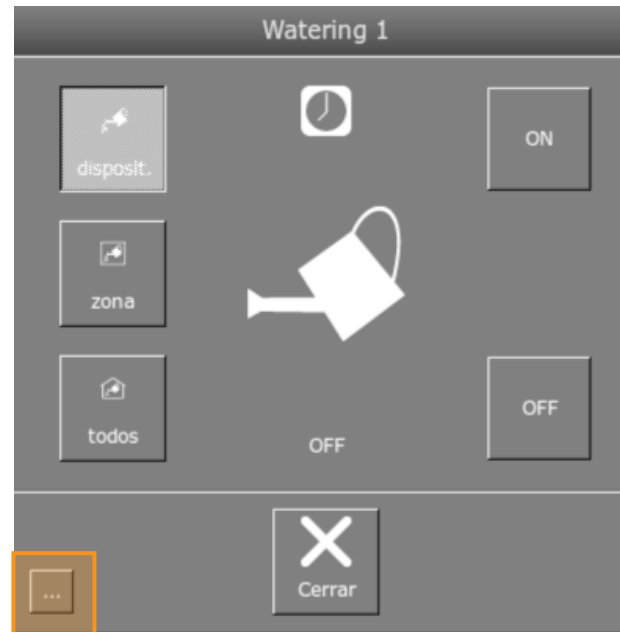 Watering 1
disposit.
ON
zona
todos
OFF
OFF
Cerrar
...